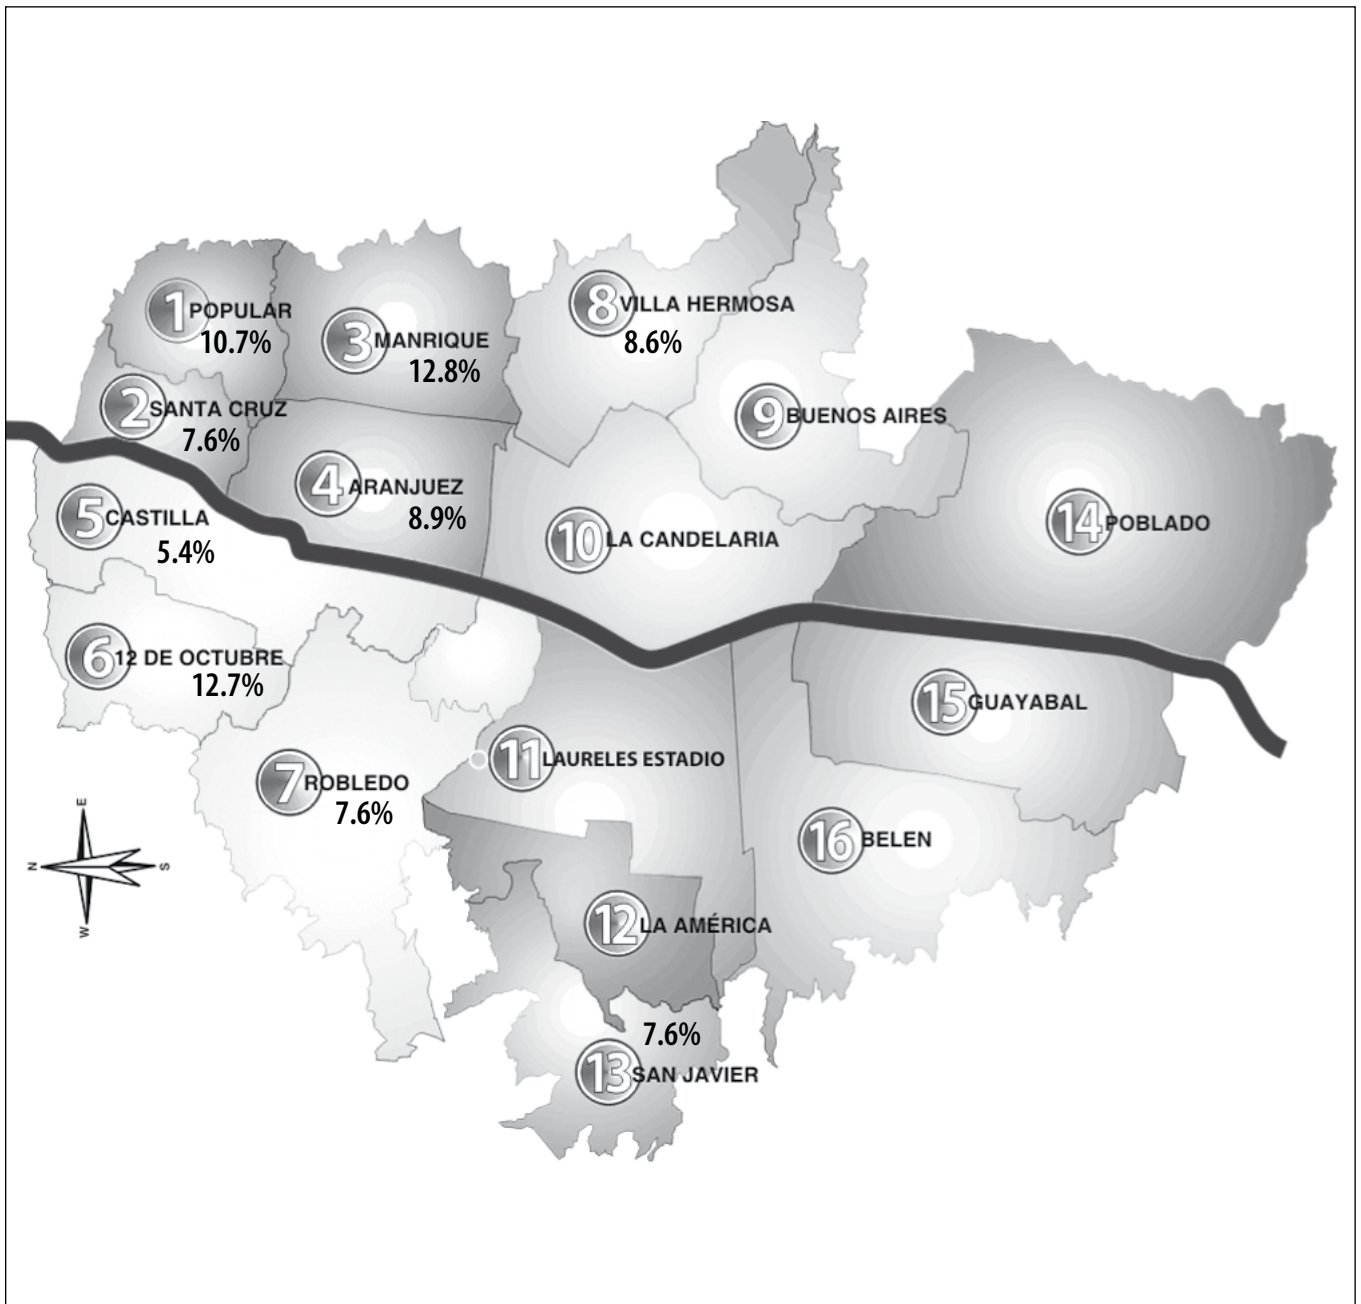 1 POPULAR
10.7%
2 SANTA CRUZ
7.6%
3 MANRIQUE
12.8%
4 ARANJUEZ
8.9%
5 CASTILLA
5.4%
6 12 DE OCTUBRE
12.7%
7 ROBLEDO
7.6%
8 VILLA HERMOSA
8.6%
9 BUENOS AIRES
10 LA CANDELARIA
11 LAURELES ESTADIO
12 LA AMÉRICA
7.6%
13 SAN JAVIER
14 POBLADO
15 GUAYABAL
16 BELEN
E
N
S
W